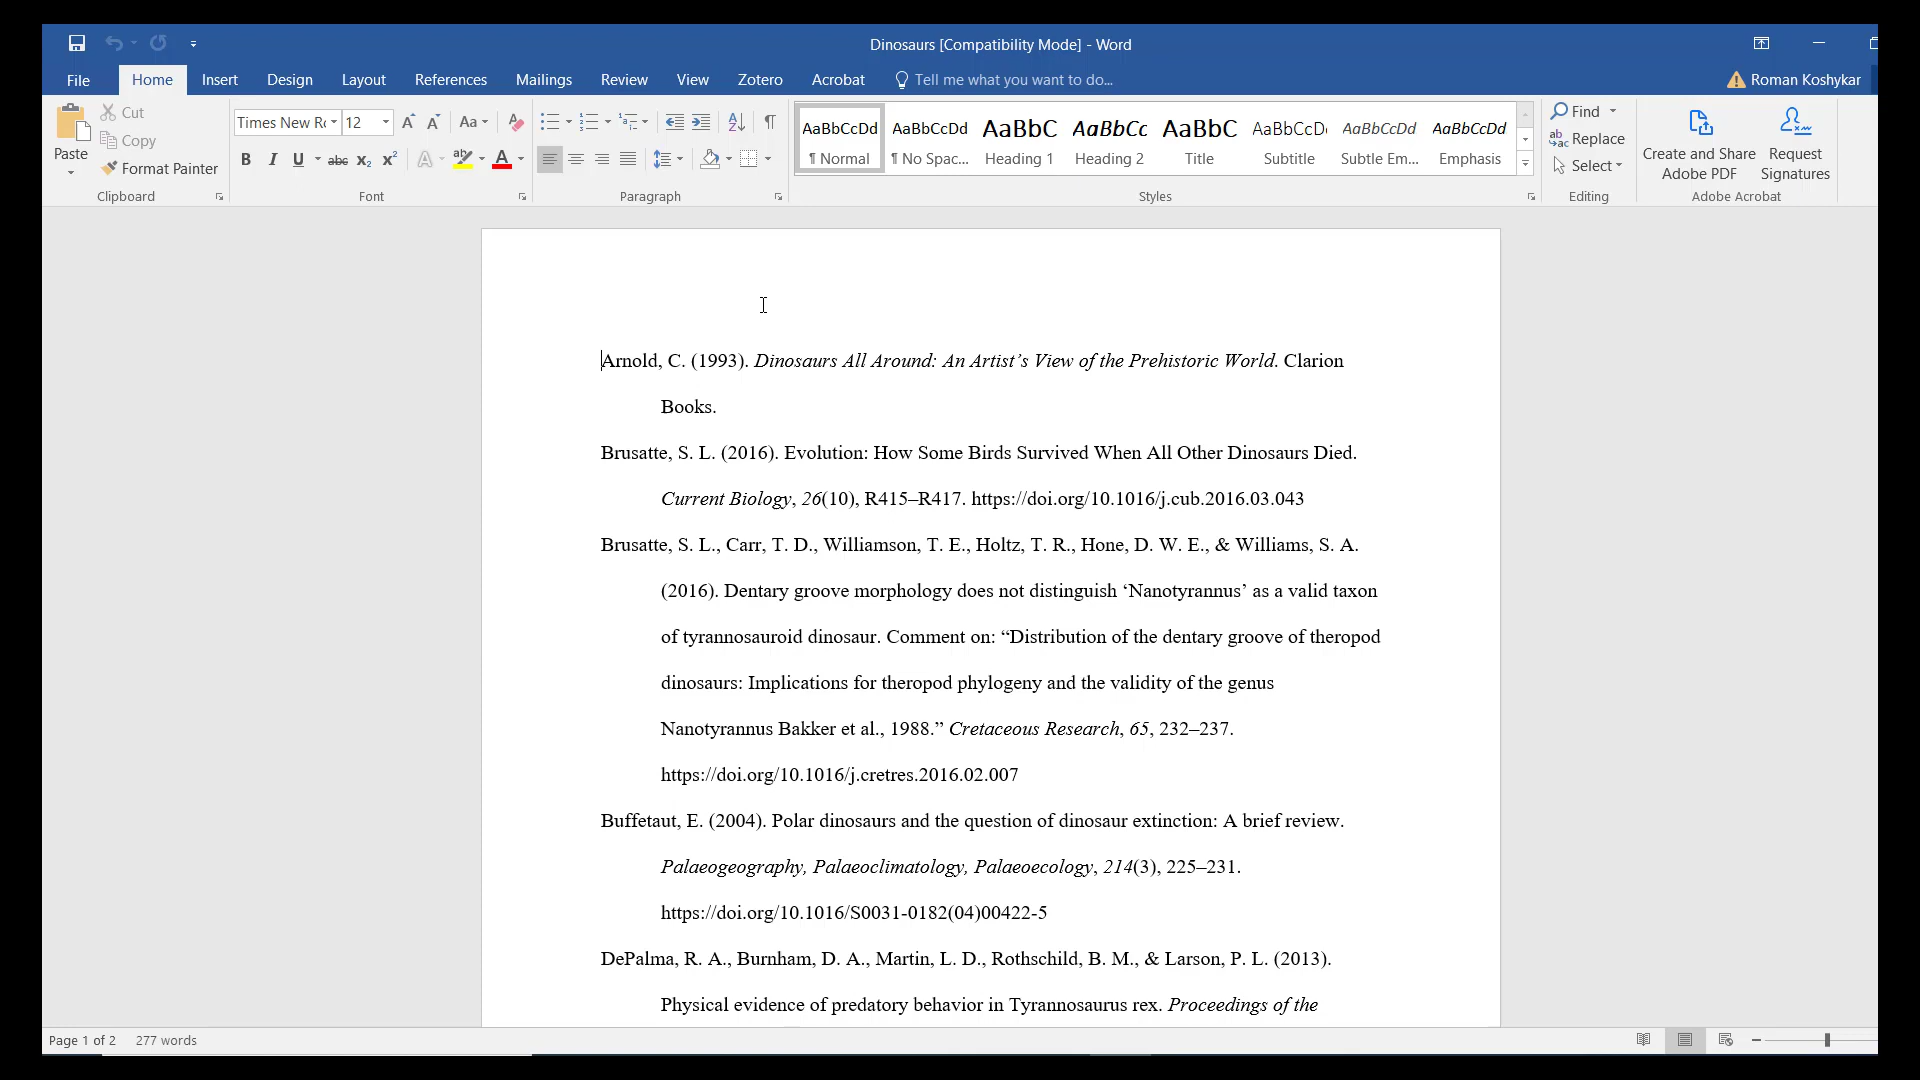 Dinosaurs [Compatibility Mode] - Word
File Home Insert Design Layout References Mailings Review View Zotero Acrobat Tell me what you want to do... Roman Koshykar
Paste
Cut
Copy
Format Painter
Clipboard
Times New Ro 12 Aa
B I U abc X₂ X² A A
Font
Paragraph
AaBbCcDd AaBbCcDd AaBbC AaBbCc AaBbC AaBbCcD AaBbCcDd AaBbCcDd
¶ Normal ¶ No Spac... Heading 1 Heading 2 Title Subtitle Subtle Em... Emphasis
Styles
Find
Replace
Select
Editing
Create and Share
Adobe PDF
Request
Signatures
Adobe Acrobat
Arnold, C. (1993). Dinosaurs All Around: An Artist’s View of the Prehistoric World. Clarion
Books.
Brusatte, S. L. (2016). Evolution: How Some Birds Survived When All Other Dinosaurs Died.
Current Biology, 26(10), R415–R417. https://doi.org/10.1016/j.cub.2016.03.043
Brusatte, S. L., Carr, T. D., Williamson, T. E., Holtz, T. R., Hone, D. W. E., & Williams, S. A.
(2016). Dentary groove morphology does not distinguish ‘Nanotyrannus’ as a valid taxon
of tyrannosauroid dinosaur. Comment on: “Distribution of the dentary groove of theropod
dinosaurs: Implications for theropod phylogeny and the validity of the genus
Nanotyrannus Bakker et al., 1988.” Cretaceous Research, 65, 232–237.
https://doi.org/10.1016/j.cretres.2016.02.007
Buffetaut, E. (2004). Polar dinosaurs and the question of dinosaur extinction: A brief review.
Palaeogeography, Palaeoclimatology, Palaeoecology, 214(3), 225–231.
https://doi.org/10.1016/S0031-0182(04)00422-5
DePalma, R. A., Burnham, D. A., Martin, L. D., Rothschild, B. M., & Larson, P. L. (2013).
Physical evidence of predatory behavior in Tyrannosaurus rex. Proceedings of the
Page 1 of 2 277 words